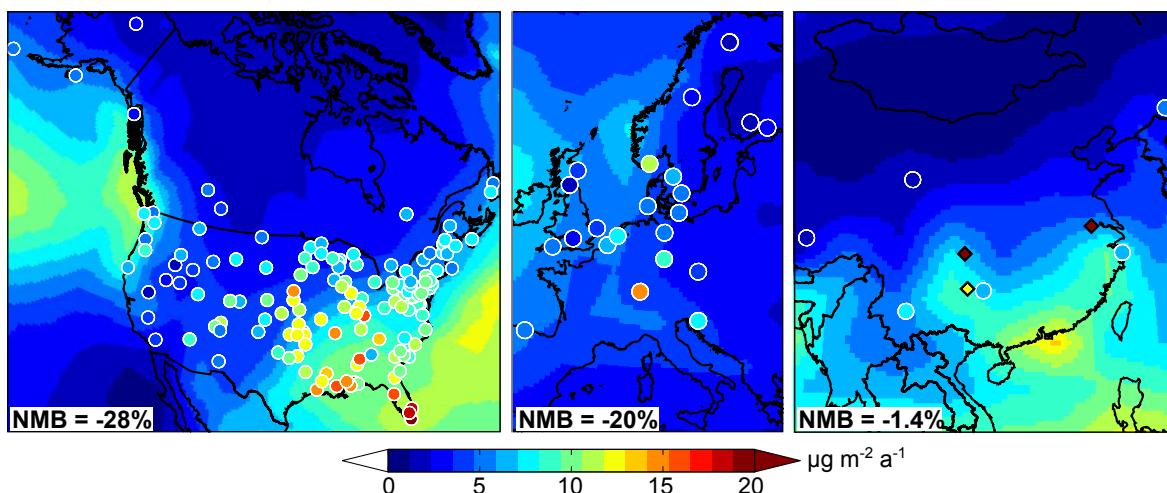 NMB = -28%
NMB = -20%
NMB = -1.4%
0 5 10 15 20 µg m-2 a-1